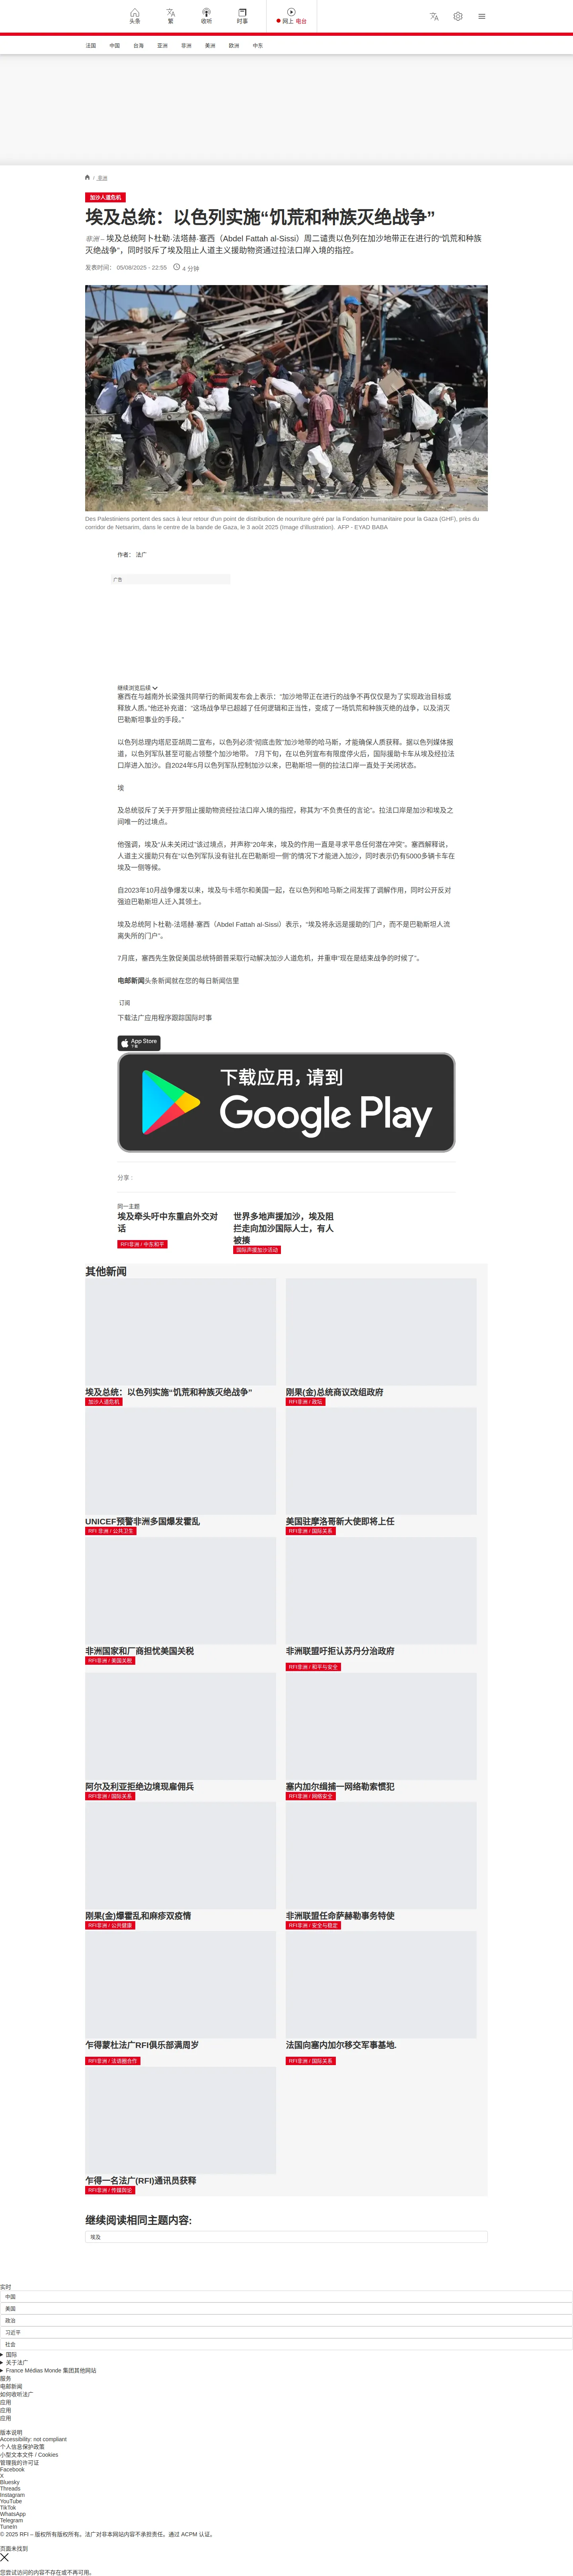 头条
繁
收听
时事
网上 电台
法国
中国
台海
亚洲
非洲
美洲
欧洲
中东
/ 非洲
加沙人道危机
埃及总统：以色列实施“饥荒和种族灭绝战争”
非洲 – 埃及总统阿卜杜勒·法塔赫·塞西（Abdel Fattah al-Sissi）周二谴责以色列在加沙地带正在进行的“饥荒和种族
灭绝战争”，同时驳斥了埃及阻止人道主义援助物资通过拉法口岸入境的指控。
发表时间： 05/08/2025 - 22:55
4 分钟
Des Palestiniens portent des sacs à leur retour d'un point de distribution de nourriture géré par la Fondation humanitaire pour la Gaza (GHF), près du
corridor de Netsarim, dans le centre de la bande de Gaza, le 3 août 2025 (Image d'illustration). AFP - EYAD BABA
作者： 法广
广告
继续浏览后续
塞西在与越南外长梁强共同举行的新闻发布会上表示：“加沙地带正在进行的战争不再仅仅是为了实现政治目标或
释放人质。”他还补充道：“这场战争早已超越了任何逻辑和正当性，变成了一场饥荒和种族灭绝的战争，以及消灭
巴勒斯坦事业的手段。”
以色列总理内塔尼亚胡周二宣布，以色列必须“彻底击败”加沙地带的哈马斯，才能确保人质获释。据以色列媒体报
道，以色列军队甚至可能占领整个加沙地带。 7月下旬，在以色列宣布有限度停火后，国际援助卡车从埃及经拉法
口岸进入加沙。自2024年5月以色列军队控制加沙以来，巴勒斯坦一侧的拉法口岸一直处于关闭状态。
埃
及总统驳斥了关于开罗阻止援助物资经拉法口岸入境的指控，称其为“不负责任的言论”。拉法口岸是加沙和埃及之
间唯一的过境点。
他强调，埃及“从未关闭过”该过境点，并声称“20年来，埃及的作用一直是寻求平息任何潜在冲突”。塞西解释说，
人道主义援助只有在“以色列军队没有驻扎在巴勒斯坦一侧”的情况下才能进入加沙，同时表示仍有5000多辆卡车在
埃及一侧等候。
自2023年10月战争爆发以来，埃及与卡塔尔和美国一起，在以色列和哈马斯之间发挥了调解作用，同时公开反对
强迫巴勒斯坦人迁入其领土。
埃及总统阿卜杜勒·法塔赫·塞西（Abdel Fattah al-Sissi）表示，“埃及将永远是援助的门户，而不是巴勒斯坦人流
离失所的门户”。
7月底，塞西先生敦促美国总统特朗普采取行动解决加沙人道危机，并重申“现在是结束战争的时候了”。
电邮新闻头条新闻就在您的每日新闻信里
订阅
下载法广应用程序跟踪国际时事
App Store
下载
下载应用，请到
Google Play
分享 :
同一主题
埃及牵头吁中东重启外交对
话
RFI非洲 / 中东和平
世界多地声援加沙，埃及阻
拦走向加沙国际人士，有人
被揍
国际声援加沙活动
其他新闻
埃及总统：以色列实施“饥荒和种族灭绝战争”
加沙人道危机
刚果(金)总统商议改组政府
RFI非洲 / 政坛
UNICEF预警非洲多国爆发霍乱
RFI 非洲 / 公共卫生
美国驻摩洛哥新大使即将上任
RFI非洲 / 国际关系
非洲国家和厂商担忧美国关税
RFI非洲 / 美国关税
非洲联盟吁拒认苏丹分治政府
RFI非洲 / 和平与安全
阿尔及利亚拒绝边境现雇佣兵
RFI非洲 / 国际关系
塞内加尔缉捕一网络勒索惯犯
RFI非洲 / 网络安全
刚果(金)爆霍乱和麻疹双疫情
RFI非洲 / 公共健康
非洲联盟任命萨赫勒事务特使
RFI非洲 / 安全与稳定
乍得蒙杜法广RFI俱乐部满周岁
RFI非洲 / 法语圈合作
法国向塞内加尔移交军事基地.
RFI非洲 / 国际关系
乍得一名法广(RFI)通讯员获释
RFI非洲 / 传媒舆论
继续阅读相同主题内容:
埃及
实时
中国
美国
政治
习近平
社会
国际
关于法广
France Médias Monde 集团其他网站
服务
电邮新闻
如何收听法广
应用
应用
应用
版本说明
Accessibility: not compliant
个人信息保护政策
小型文本文件 / Cookies
管理我的许可证
Facebook
X
Bluesky
Threads
Instagram
YouTube
TikTok
WhatsApp
Telegram
TuneIn
© 2025 RFI – 版权所有版权所有。法广对非本网站内容不承担责任。通过 ACPM 认证。
页面未找到
您尝试访问的内容不存在或不再可用。